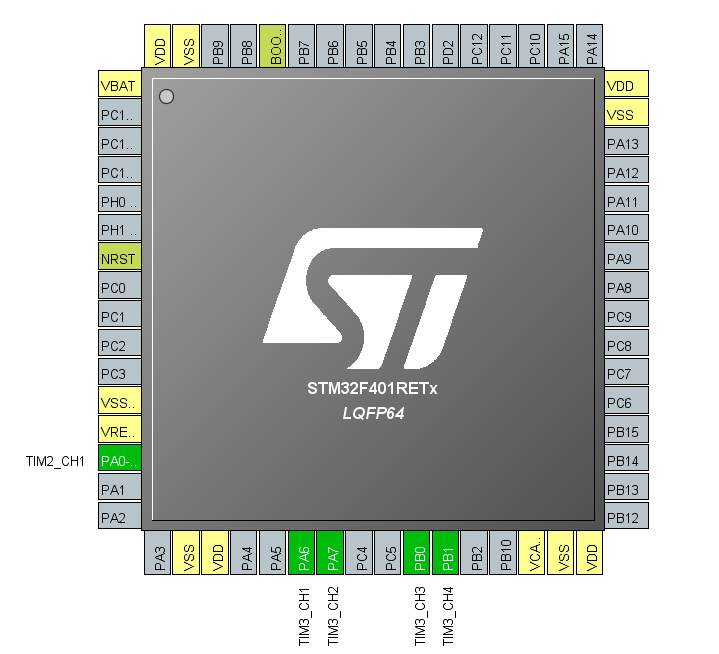 VDD
VSS
PB9
PB8
BOO..
PB7
PB6
PB5
PB4
PB3
PD2
PC12
PC11
PC10
PA15
PA14
VBAT
PC1..
PC1..
PC1..
PH0 ..
PH1 ..
NRST
PC0
PC1
PC2
PC3
VSS..
VRE..
TIM2_CH1 PA0-..
PA1
PA2
ST
STM32F401RETx
LQFP64
VDD
VSS
PA13
PA12
PA11
PA10
PA9
PA8
PC9
PC8
PC7
PC6
PB15
PB14
PB13
PB12
PA3
VSS
VDD
PA4
PA5
PA6
PA7
PC4
PC5
PB0
PB1
PB2
PB10
VCA..
VSS
VDD
TIM3_CH1
TIM3_CH2
TIM3_CH3
TIM3_CH4